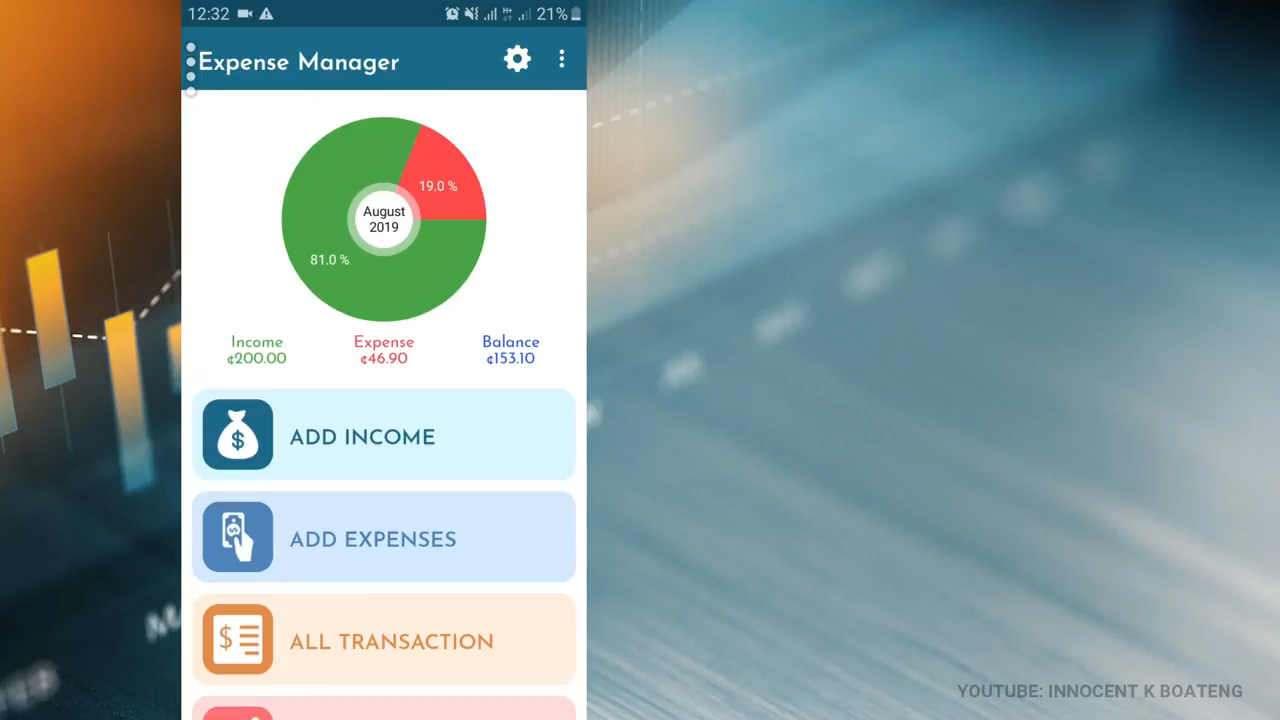 12:32
21%
Expense Manager
19.0 %
August
2019
81.0 %
Income Expense Balance
¢200.00 ¢46.90 ¢153.10
$
ADD INCOME
ADD EXPENSES
$
ALL TRANSACTION
YOUTUBE: INNOCENT K BOATENG